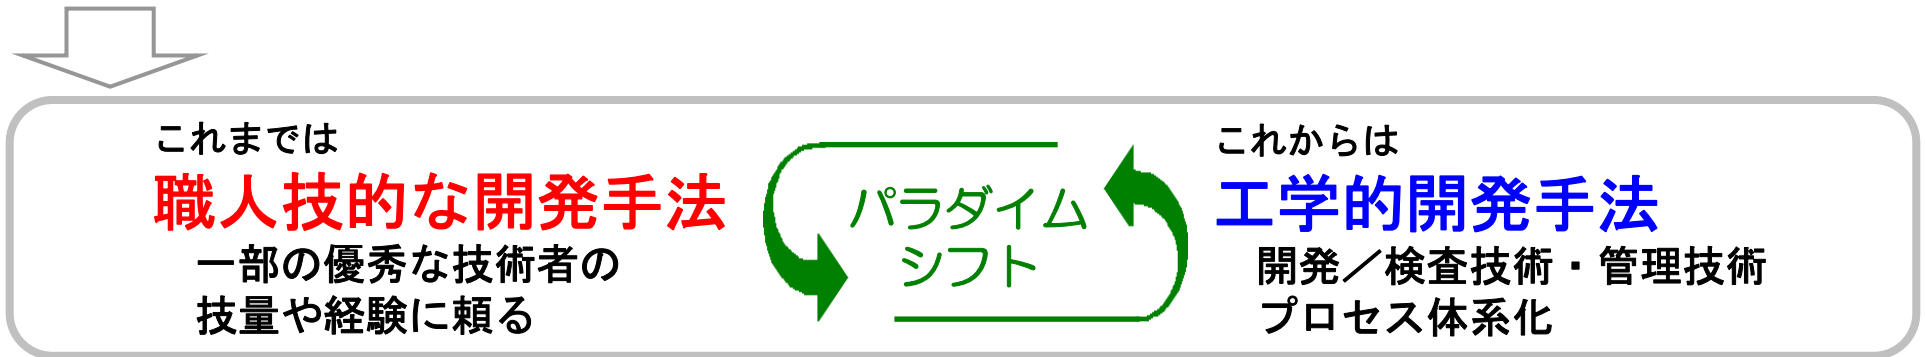 これまでは
職人技的な開発手法
一部の優秀な技術者の
技量や経験に頼る
パラダイム
シフト
これからは
工学的開発手法
開発／検査技術・管理技術
プロセス体系化